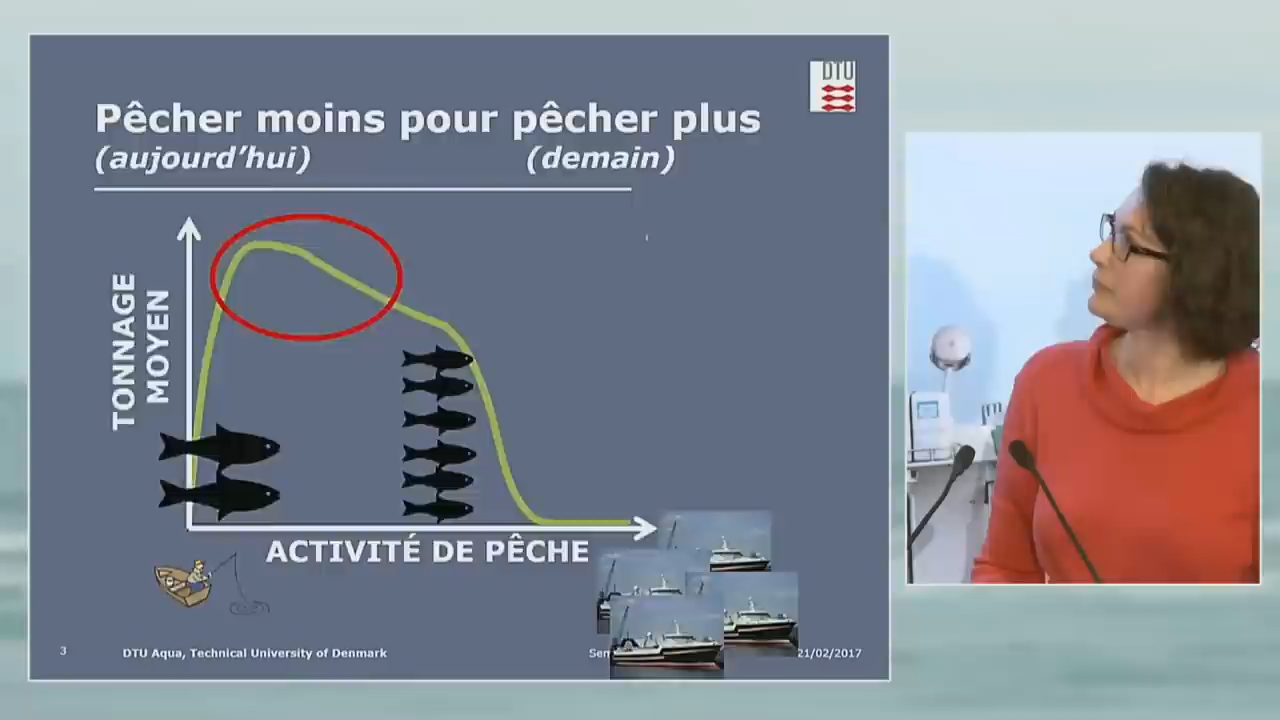 DTU
Pêcher moins pour pêcher plus
(aujourd’hui) (demain)
TONNAGE
MOYEN
ACTIVITÉ DE PÊCHE
3 DTU Aqua, Technical University of Denmark 21/02/2017